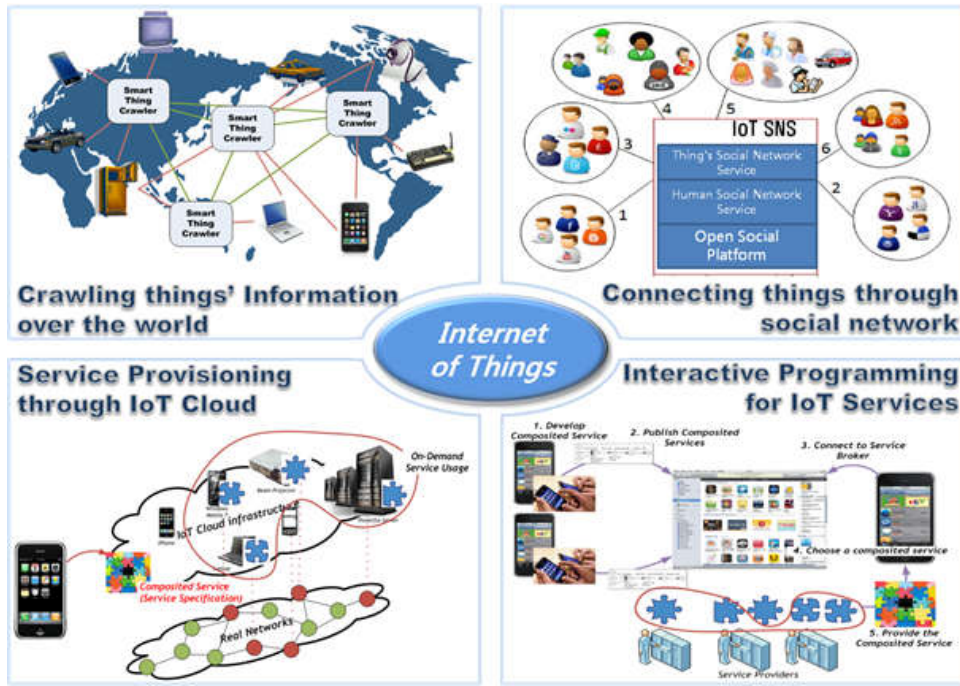 Smart
Thing
Crawler
Smart
Thing
Crawler
Smart
Thing
Crawler
Smart
Thing
Crawler
Crawling things' Information
over the world
4
5
IoT SNS
3
6
Thing's Social Network
Service
2
Human Social Network
Service
1
Open Social
Platform
Connecting things through
social network
Internet
of Things
Service Provisioning
through IoT Cloud
On-Demand
Service Usage
Beam Projector
IoT Cloud infrastructure
iPhone
Composited Service
(Service Specification)
Real Networks
Interactive Programming
for IoT Services
1. Develop
Composited Service
2. Publish Composited
Services
3. Connect to Service
Broker
4. Choose a composited service
5. Provide the
Composited Service
Service Providers